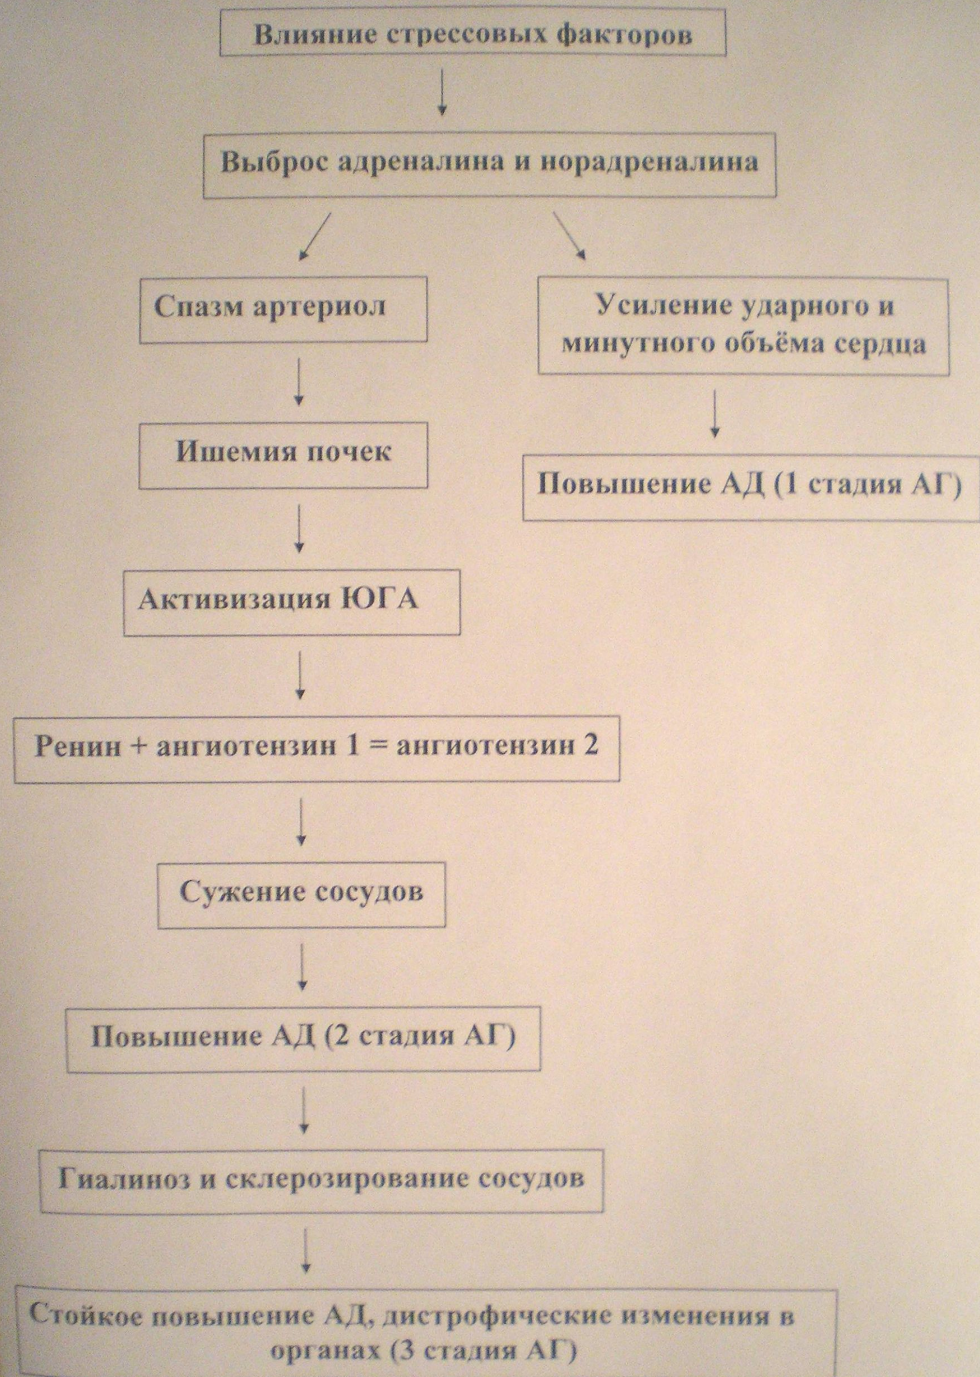 Влияние стрессовых факторов
Выброс адреналина и норадреналина
Спазм артериол
Усиление ударного и
минутного объёма сердца
Ишемия почек
Повышение АД (1 стадия АГ)
Активизация ЮГА
Ренин + ангиотензин 1 = ангиотензин 2
Сужение сосудов
Повышение АД (2 стадия АГ)
Гиалиноз и склерозирование сосудов
Стойкое повышение АД, дистрофические изменения в
органах (3 стадия АГ)